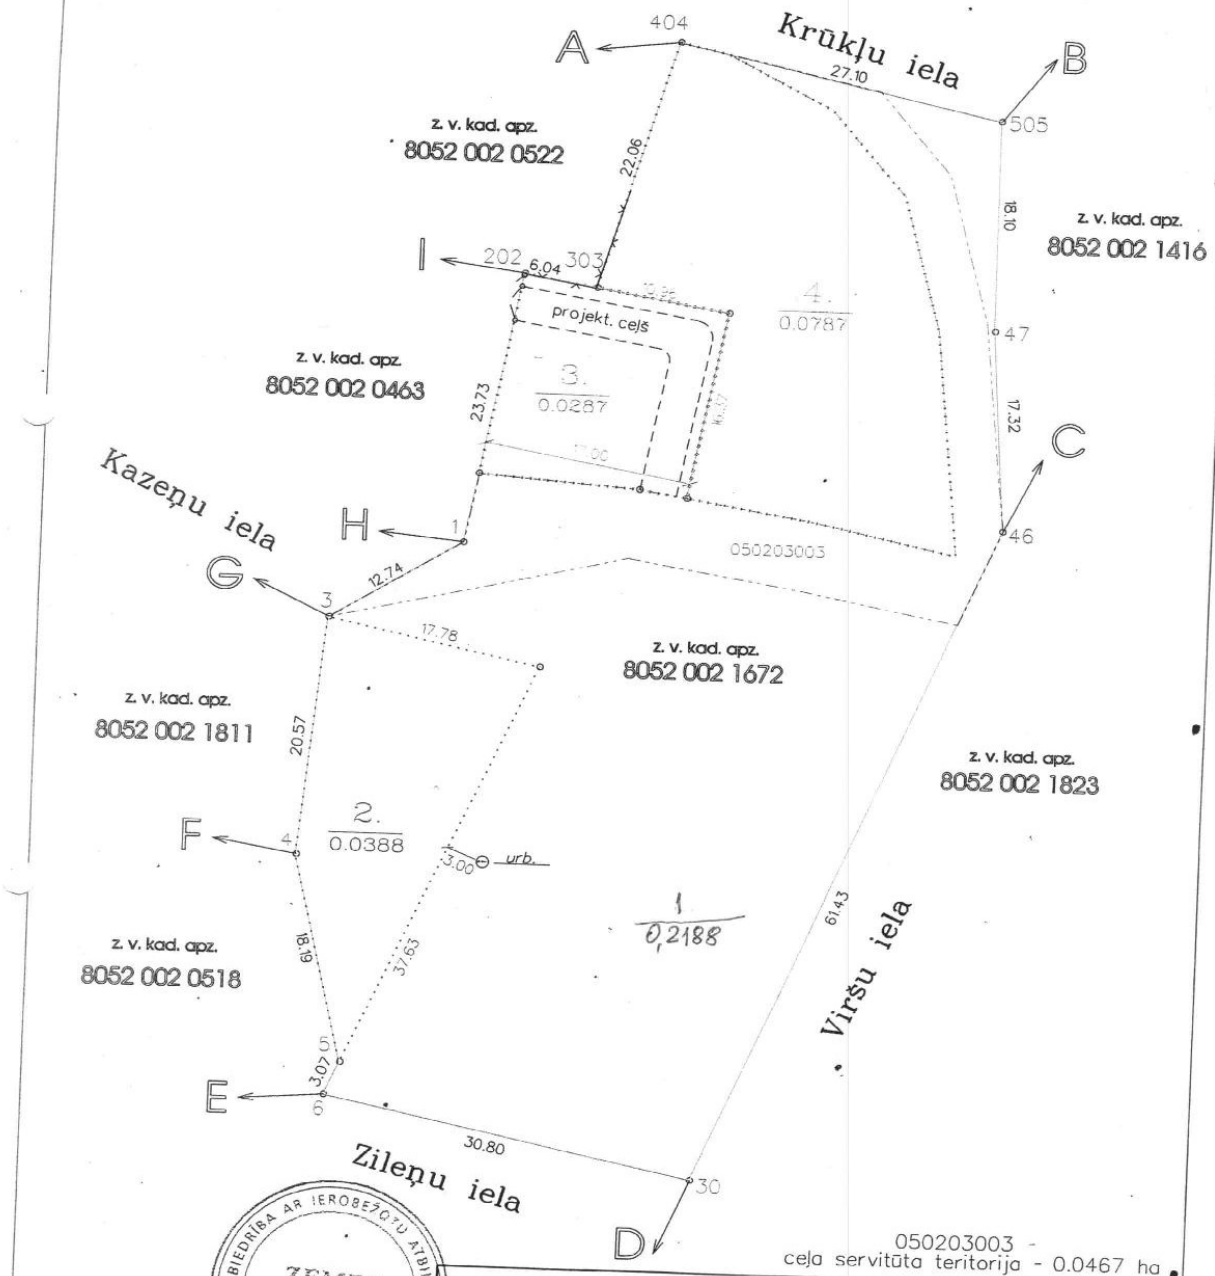 404
Krūkļu iela
A
B
27.10
505
z. v. kad. apz.
8052 002 0522
22.06
18.10
z. v. kad. apz.
8052 002 1416
I
202
6.04
303
projekt. ceļš
4.
0.0787
47
z. v. kad. apz.
8052 002 0463
3.
0.0287
23.73
17.32
C
17.00
Kazeņu iela
H
1
46
050203003
G
12.74
3
17.78
z. v. kad. apz.
8052 002 1672
z. v. kad. apz.
8052 002 1811
20.57
z. v. kad. apz.
8052 002 1823
2.
0.0388
F
4
3.00
urb.
1
0,2188
61.43
z. v. kad. apz.
8052 002 0518
18.19
37.63
Viršu iela
5
3.07
E
6
30.80
Zileņu iela
30
D
BIEDRĪBA AR IEROBEŽOTU
050203003 -
ceļa servitūta teritorija - 0.0467 ha